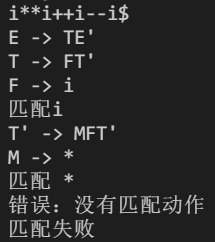 i**i++i--i$
E -> TE'
T -> FT'
F -> i
匹配i
T' -> MFT'
M -> *
匹配 *
错误：没有匹配动作
匹配失败